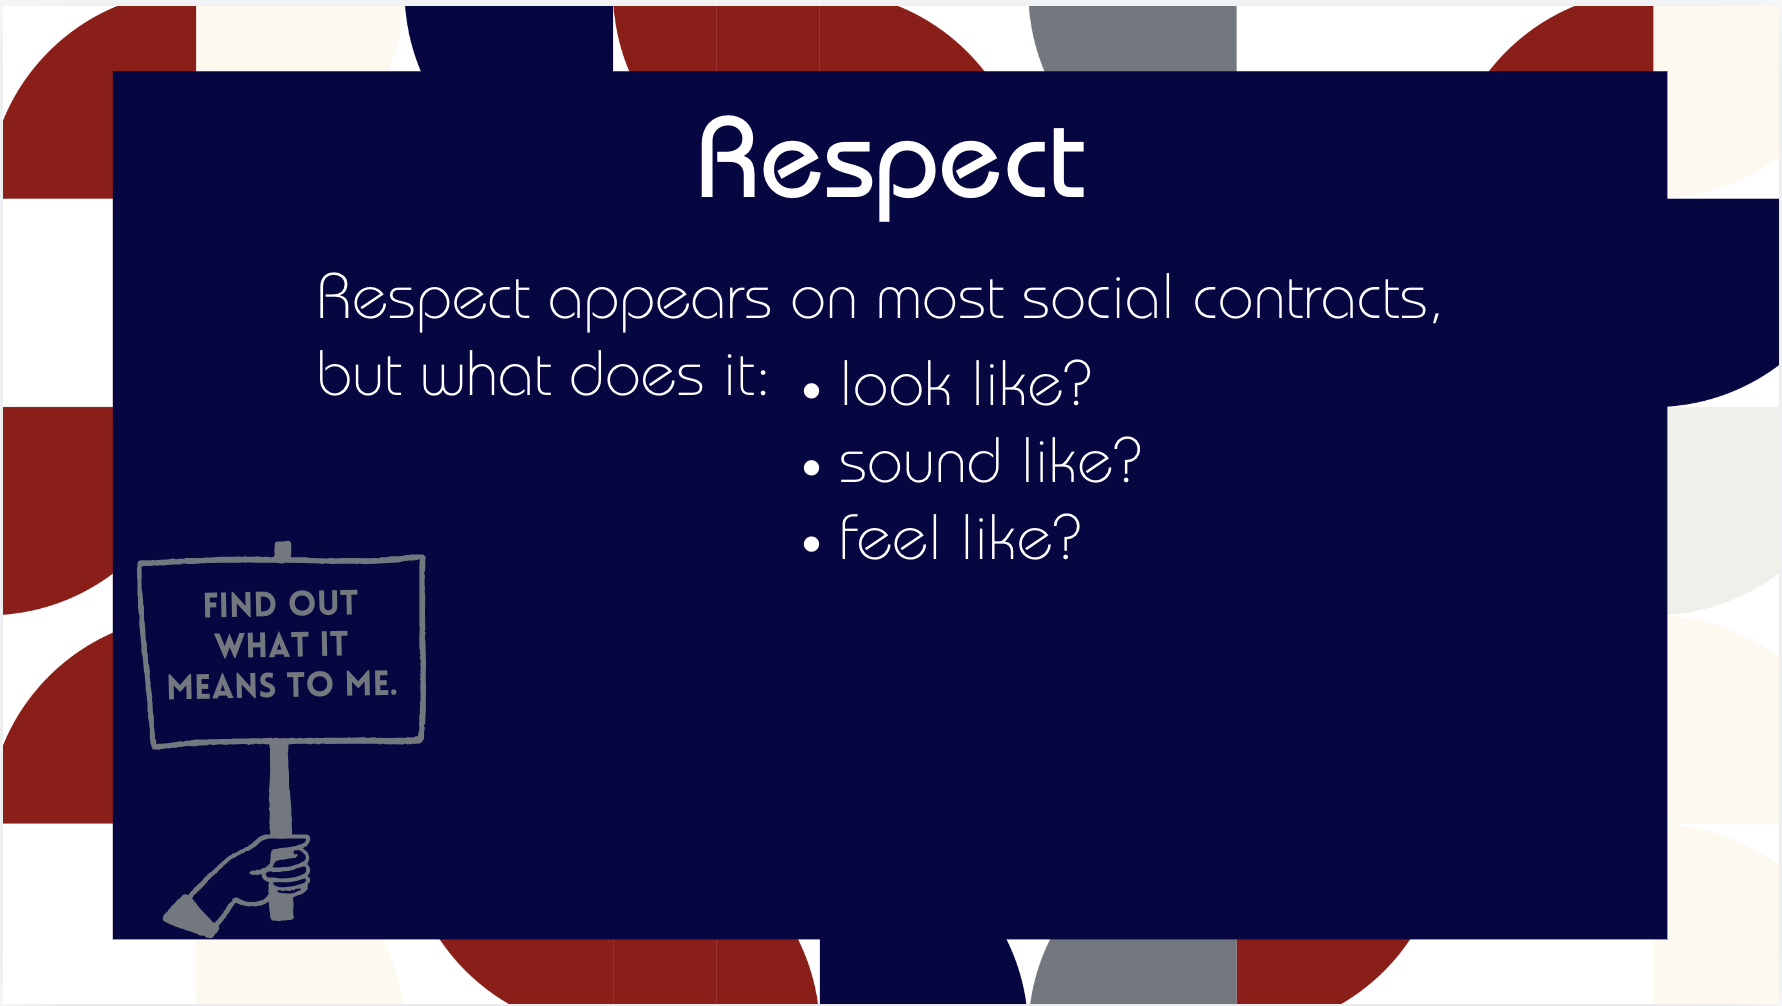 Respect
Respect appears on most social contracts,
but what does it:
• look like?
• sound like?
• feel like?
FIND OUT
WHAT IT
MEANS TO ME.